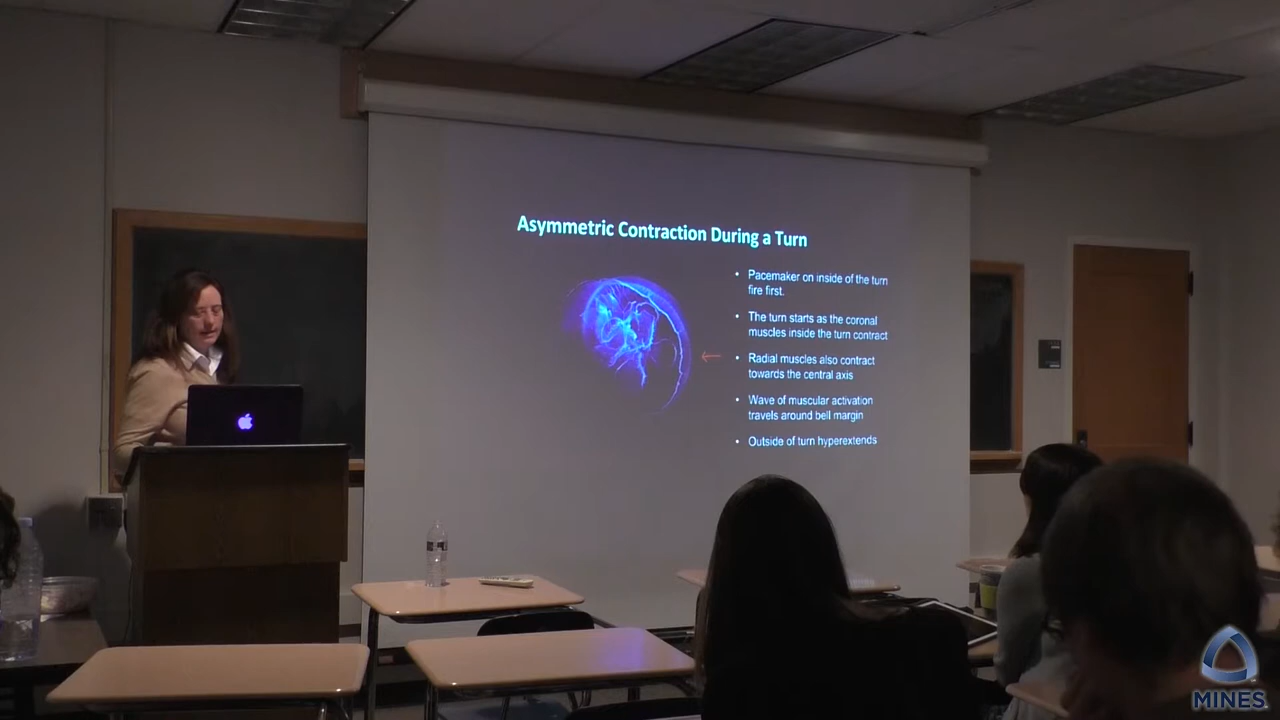 Asymmetric Contraction During a Turn
• Pacemaker on inside of the turn
fire first.
• The turn starts as the coronal
muscles inside the turn contract
• Radial muscles also contract
towards the central axis
• Wave of muscular activation
travels around bell margin
• Outside of turn hyperextends
MINES